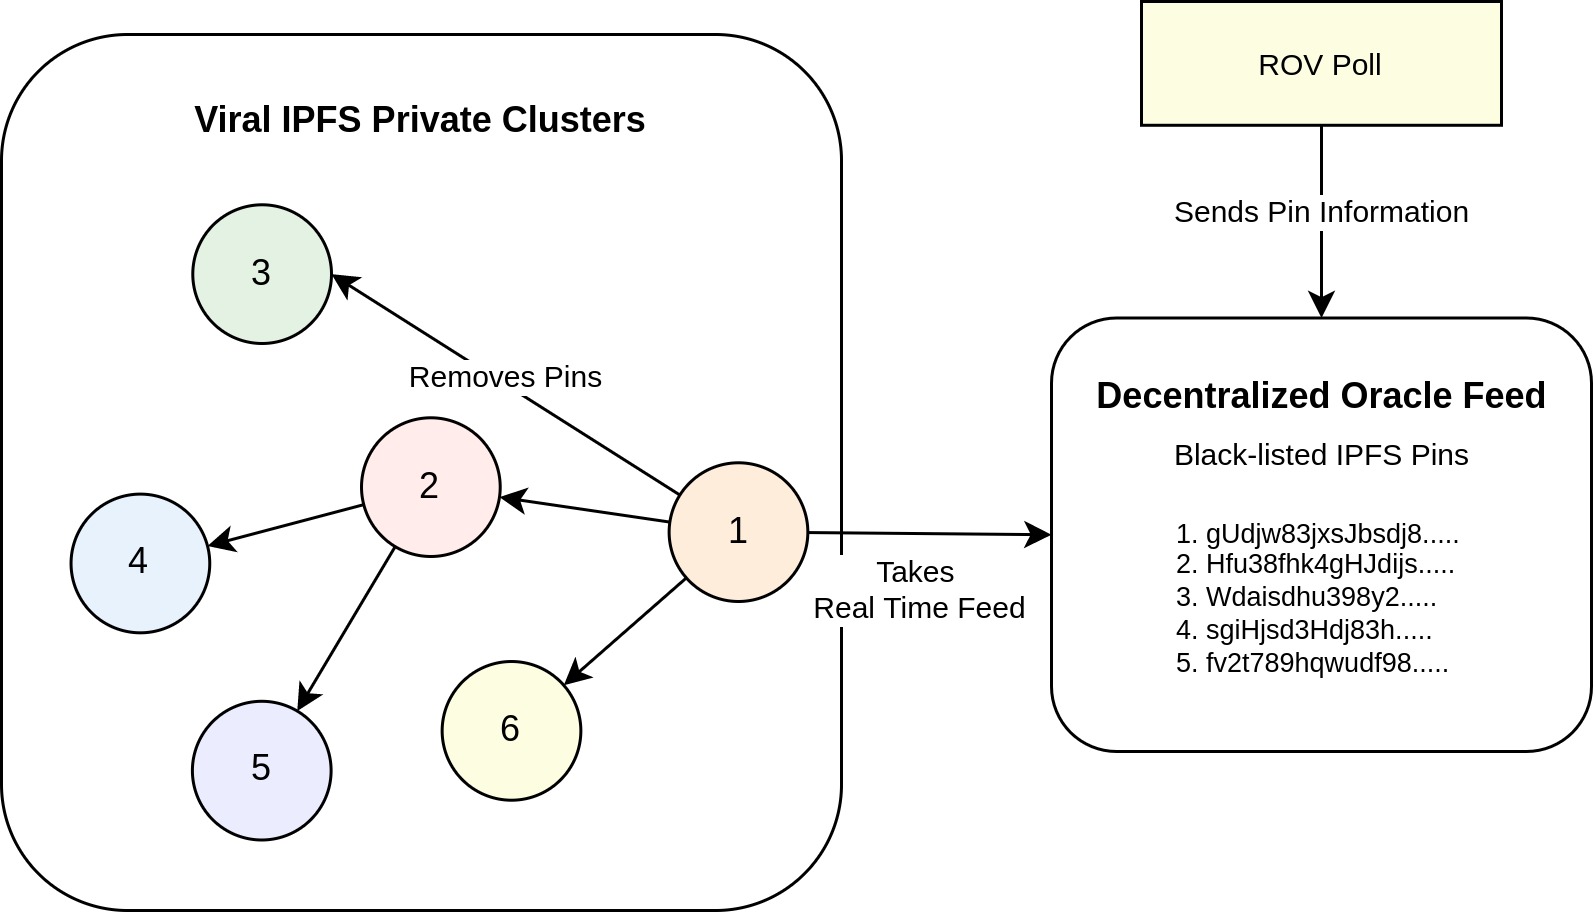 ROV Poll
Viral IPFS Private Clusters
Sends Pin Information
3
Removes Pins
Decentralized Oracle Feed
Black-listed IPFS Pins
2
1
4
Takes
Real Time Feed
1. gUdjw83jxsJbsdj8.....
2. Hfu38fhk4gHJdijs.....
3. Wdaisdhu398y2.....
4. sgiHjsd3Hdj83h.....
5. fv2t789hqwudf98.....
6
5